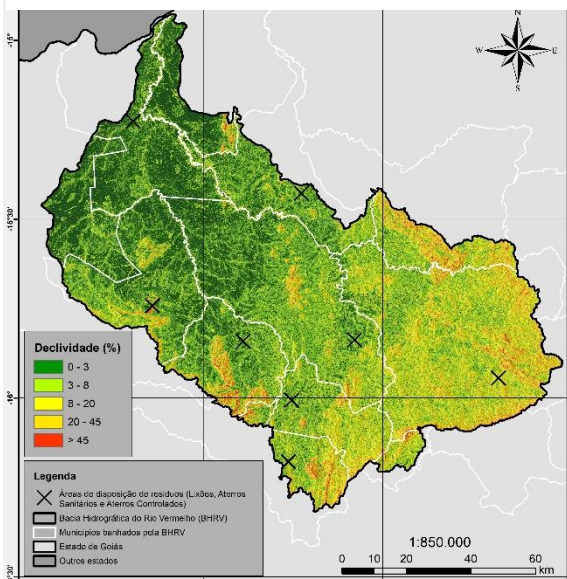 N
W E
S
-15°
-15°30'
-16°
30'
Declividade (%)
0 - 3
3 - 8
8 - 20
20 - 45
> 45
Legenda
Áreas de disposição de resíduos (Lixões, Aterros
Sanitários e Aterros Controlados)
Bacia Hidrográfica do Rio Vermelho (BHRV)
Municípios banhados pela BHRV
Estado de Goiás
Outros estados
1:850.000
0 10 20 40 60
km